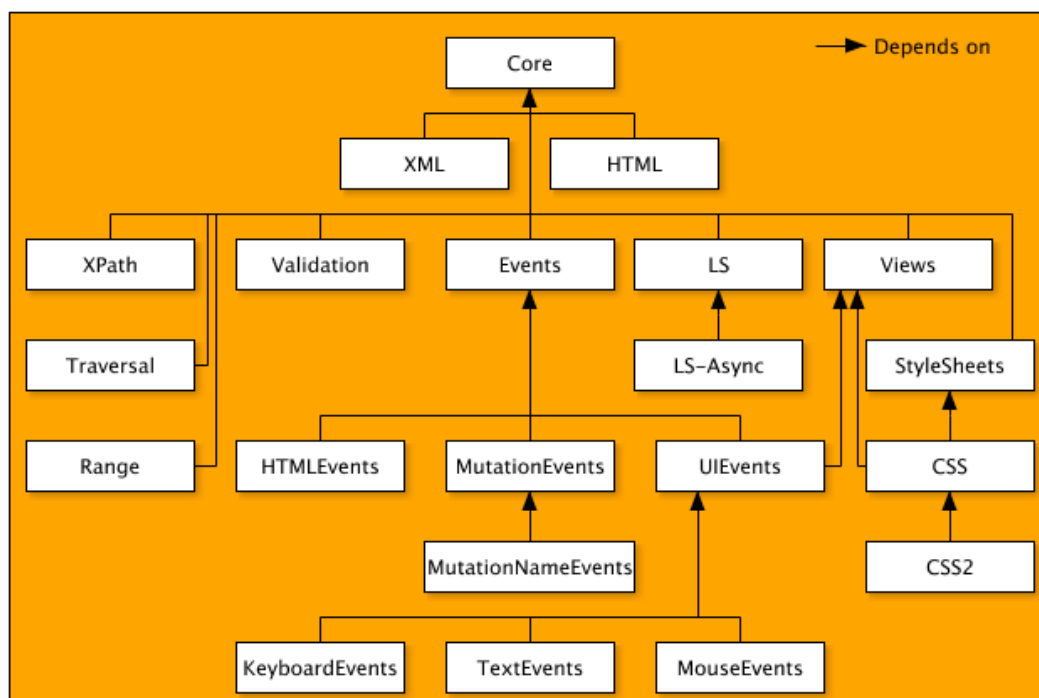 Core
Depends on
XML
HTML
XPath
Validation
Events
LS
Views
Traversal
LS-Async
StyleSheets
Range
HTMLEvents
MutationEvents
UIEvents
CSS
MutationNameEvents
CSS2
KeyboardEvents
TextEvents
MouseEvents